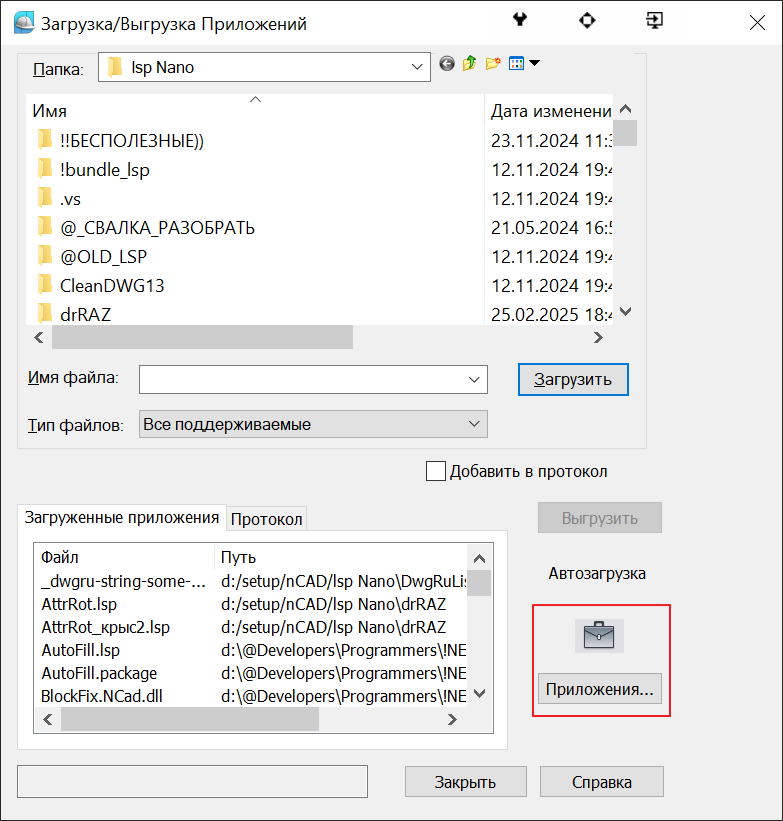 Загрузка/Выгрузка Приложений
Папка: lsp Nano
Имя Дата изменени
!!БЕСПОЛЕЗНЫЕ)) 23.11.2024 11:3
!bundle_lsp 12.11.2024 19:4
.vs 12.11.2024 19:4
@_СВАЛКА_РАЗОБРАТЬ 21.05.2024 16:5
@OLD_LSP 12.11.2024 19:4
CleanDWG13 12.11.2024 19:4
drRAZ 25.02.2025 18:4
Имя файла: Загрузить
Тип файлов: Все поддерживаемые
Добавить в протокол
Загруженные приложения Протокол Выгрузить
Файл Путь
_dwgru-string-some-... d:/setup/nCAD/lsp Nano\DwgRuLis
AttrRot.lsp d:/setup/nCAD/lsp Nano\drRAZ
AttrRot_крыс2.lsp d:/setup/nCAD/lsp Nano\drRAZ
AutoFill.lsp d:\@Developers\Programmers\!NE
AutoFill.package d:\@Developers\Programmers\!NE
BlockFix.NCad.dll d:\@Developers\Programmers\!NE
Автозагрузка
Приложения...
Закрыть Справка